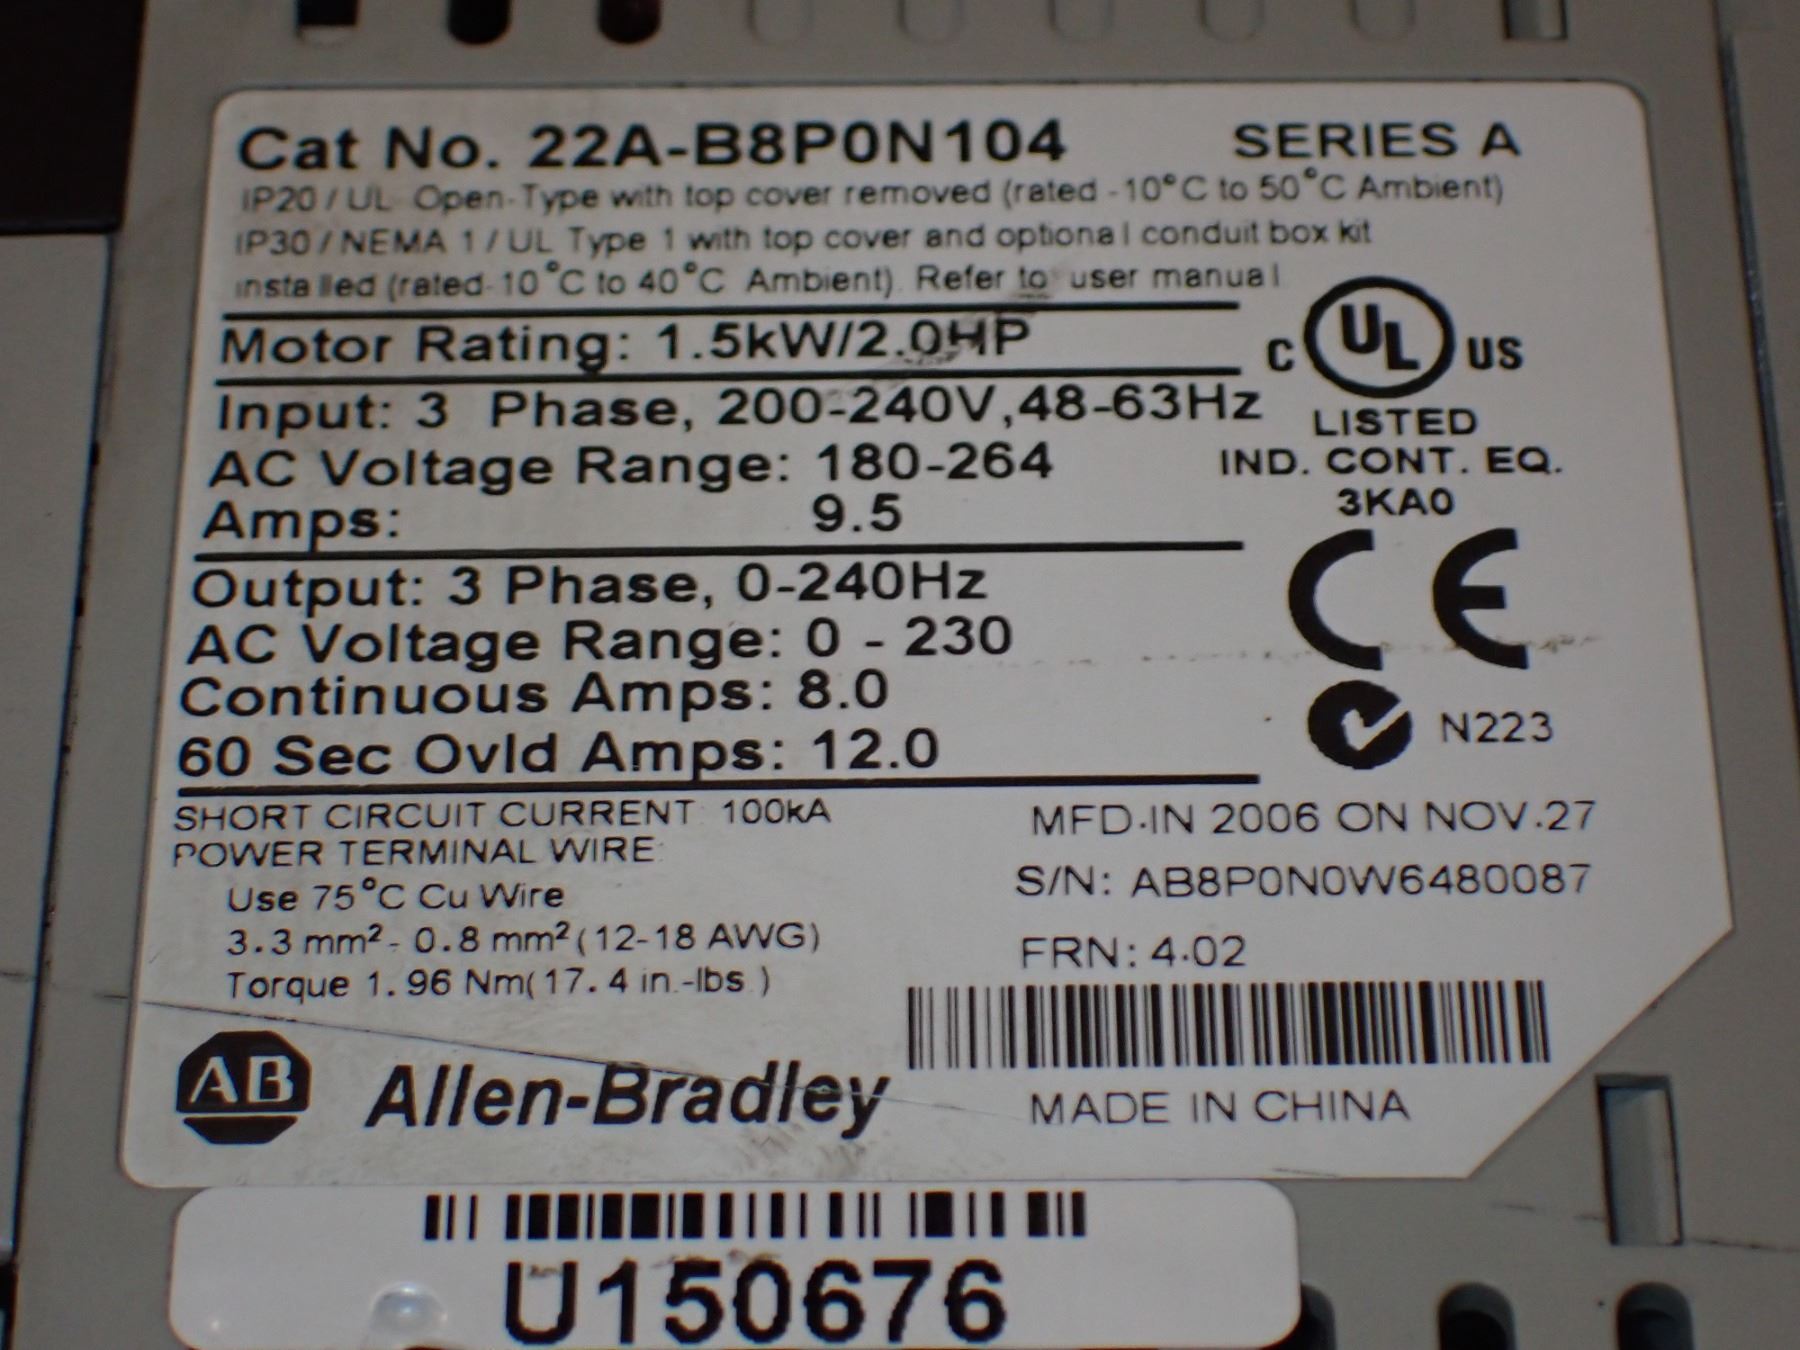 Cat No. 22A-B8P0N104 SERIES A
IP20 / UL Open-Type with top cover removed (rated -10°C to 50°C Ambient)
IP30 / NEMA 1 / UL Type 1 with top cover and optional conduit box kit
installed (rated-10°C to 40°C Ambient). Refer to user manual
Motor Rating: 1.5kW/2.0HP
C UL US
Input: 3 Phase, 200-240V,48-63Hz
LISTED
AC Voltage Range: 180-264
IND. CONT. EQ.
3KA0
Amps: 9.5
CE
Output: 3 Phase, 0-240Hz
AC Voltage Range: 0 - 230
Continuous Amps: 8.0
N223
60 Sec Ovld Amps: 12.0
SHORT CIRCUIT CURRENT: 100kA
MFD.IN 2006 ON NOV.27
POWER TERMINAL WIRE:
Use 75°C Cu Wire
S/N: AB8P0N0W6480087
3.3 mm² - 0.8 mm² (12-18 AWG)
FRN: 4.02
Torque 1.96 Nm(17.4 in.-lbs.)
AB Allen-Bradley
MADE IN CHINA
U150676